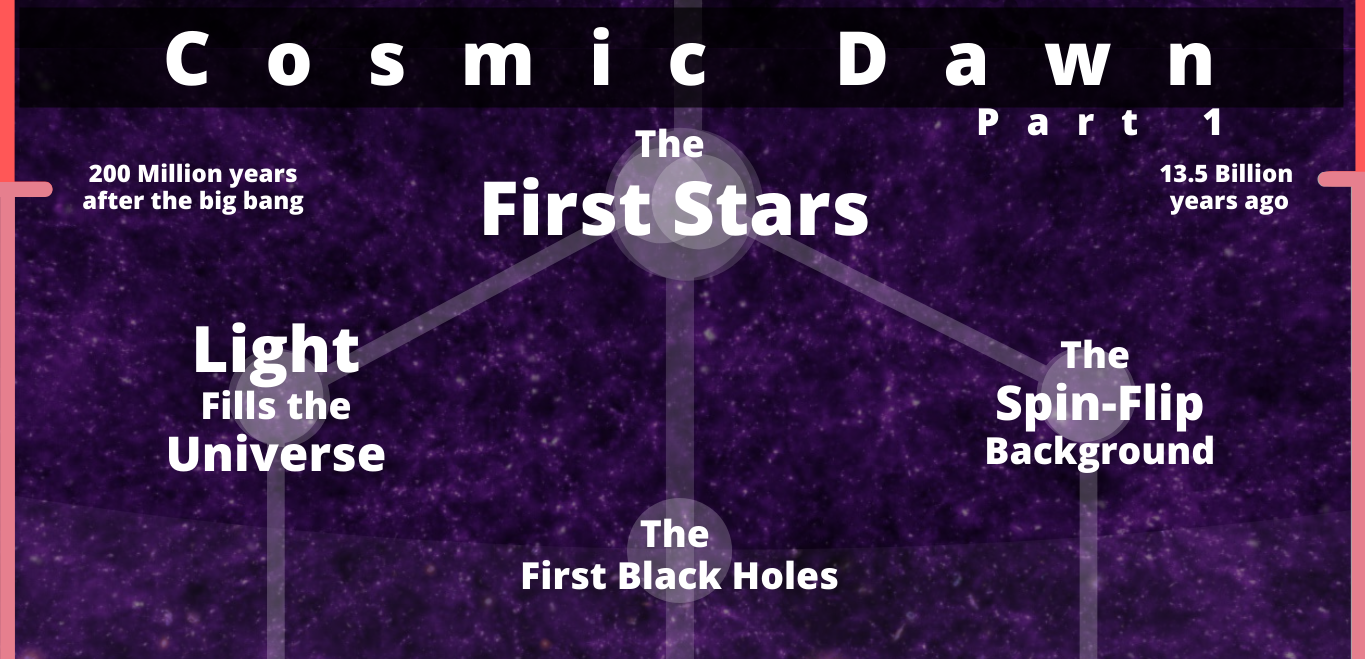 Cosmic Dawn
Part 1
The
First Stars
200 Million years
after the big bang
13.5 Billion
years ago
Light
Fills the
Universe
The
Spin-Flip
Background
The
First Black Holes